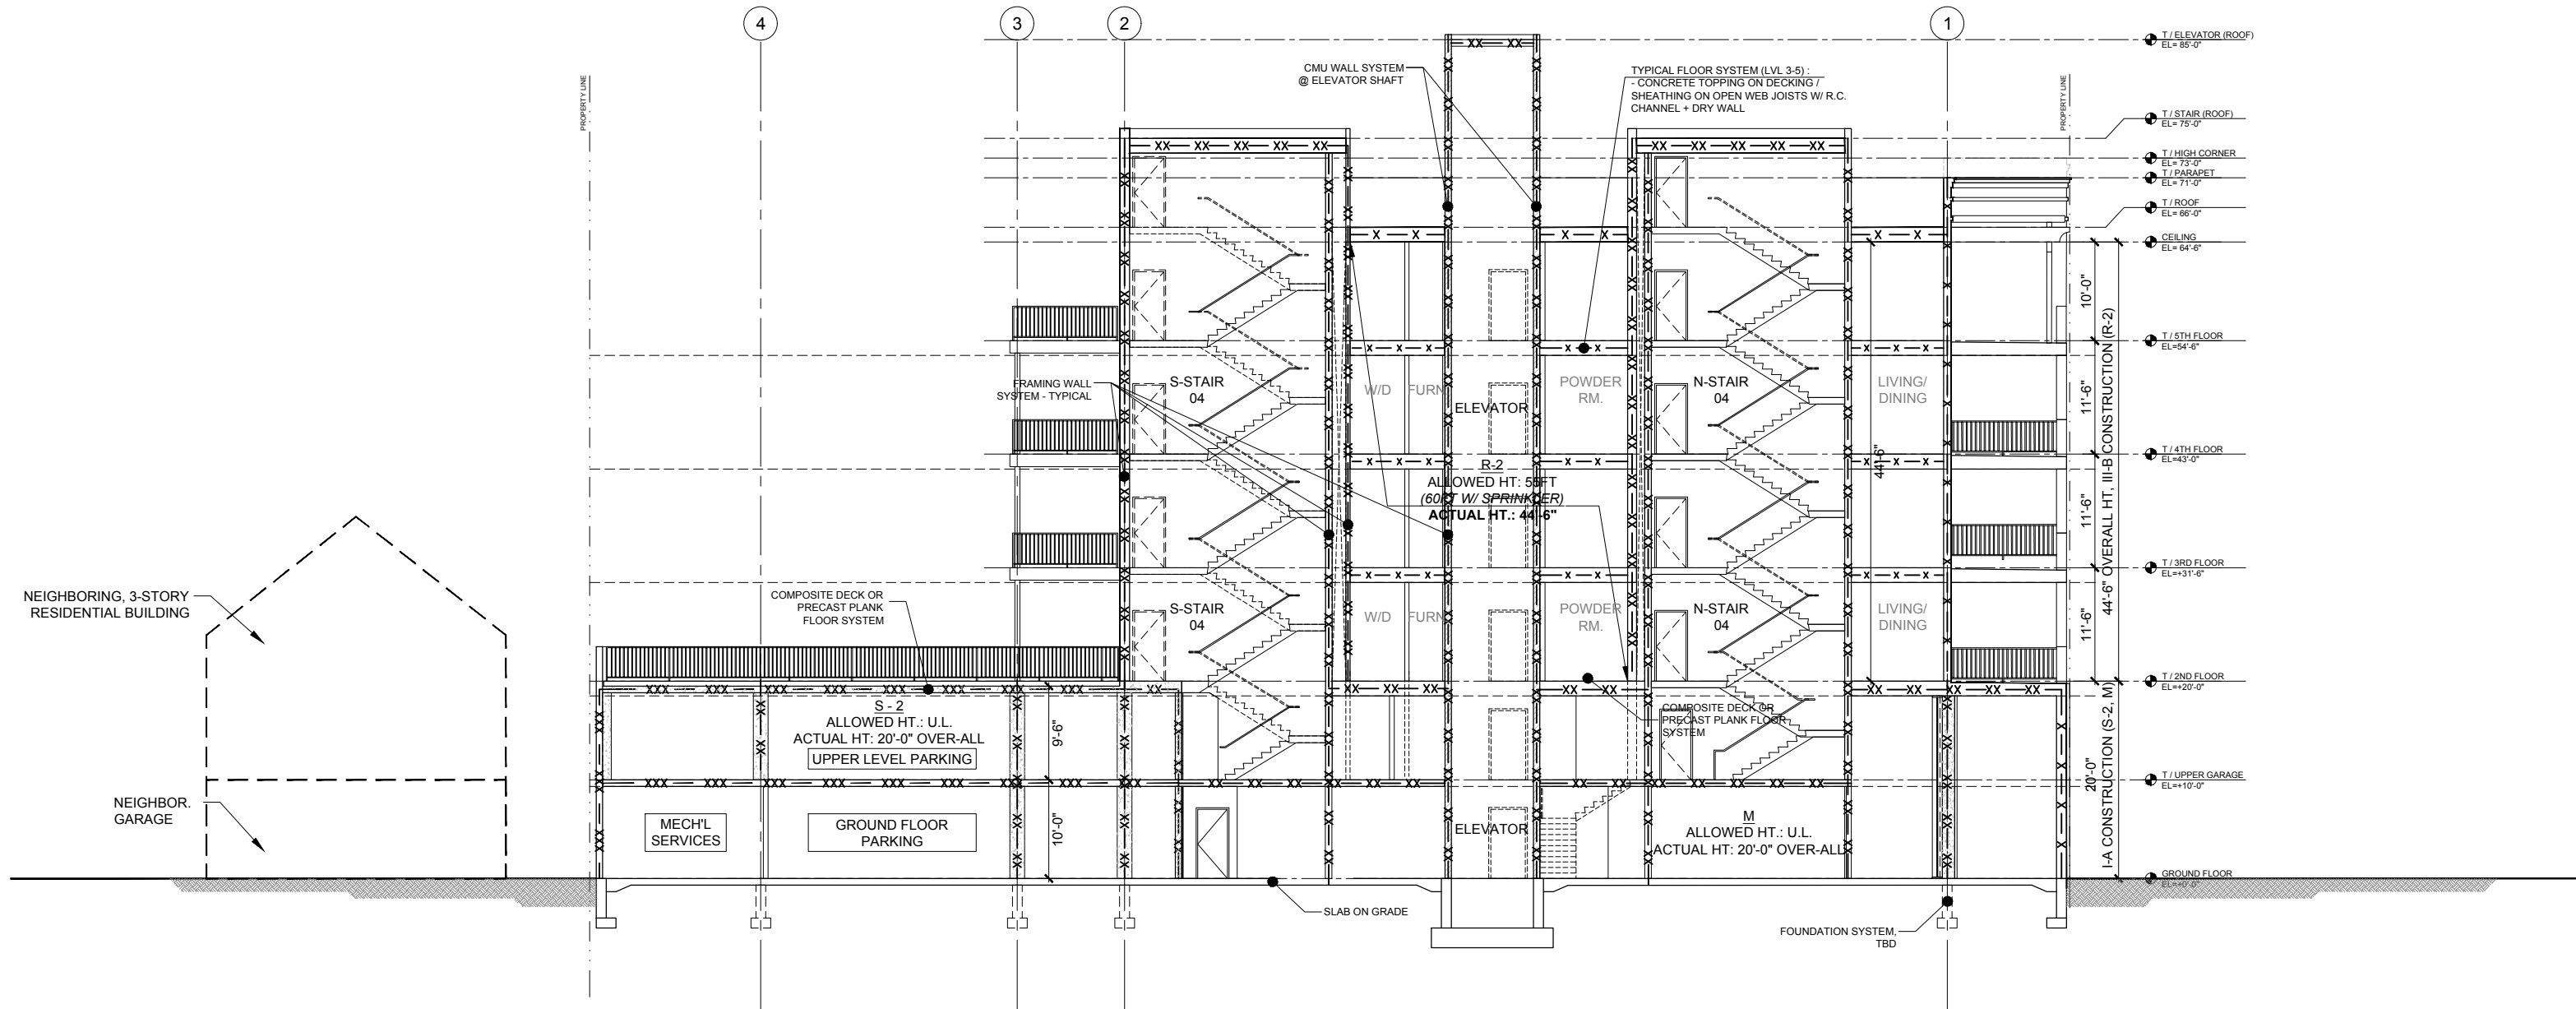 4
3
2
1
PROPERTY LINE
PROPERTY LINE
CMU WALL SYSTEM
@ ELEVATOR SHAFT
TYPICAL FLOOR SYSTEM (LVL 3-5) :
- CONCRETE TOPPING ON DECKING /
SHEATHING ON OPEN WEB JOISTS W/ R.C.
CHANNEL + DRY WALL
T / ELEVATOR (ROOF)
EL= 85'-0"
T / STAIR (ROOF)
EL= 75'-0"
T / HIGH CORNER
EL= 73'-0"
T / PARAPET
EL= 71'-0"
T / ROOF
EL= 66'-0"
CEILING
EL= 64'-6"
T / 5TH FLOOR
EL=54'-6"
T / 4TH FLOOR
EL=43'-0"
T / 3RD FLOOR
EL=+31'-6"
T / 2ND FLOOR
EL=+20'-0"
T / UPPER GARAGE
EL=+10'-0"
GROUND FLOOR
EL=+0'-0"
10'-0"
11'-6"
11'-6"
11'-6"
44'-6" OVERALL HT, III-B CONSTRUCTION (R-2)
20'-0"
I-A CONSTRUCTION (S-2, M)
44'-6"
FRAMING WALL
SYSTEM - TYPICAL
S-STAIR
04
W/D
FURN
ELEVATOR
POWDER
RM.
N-STAIR
04
LIVING/
DINING
R-2
ALLOWED HT: 55FT
(60FT W/ SPRINKLER)
ACTUAL HT.: 44'-6"
S-STAIR
04
W/D
FURN
POWDER
RM.
N-STAIR
04
LIVING/
DINING
NEIGHBORING, 3-STORY
RESIDENTIAL BUILDING
NEIGHBOR.
GARAGE
COMPOSITE DECK OR
PRECAST PLANK
FLOOR SYSTEM
S - 2
ALLOWED HT.: U.L.
ACTUAL HT: 20'-0" OVER-ALL
UPPER LEVEL PARKING
9'-6"
10'-0"
COMPOSITE DECK OR
PRECAST PLANK FLOOR
SYSTEM
MECH'L
SERVICES
GROUND FLOOR
PARKING
ELEVATOR
M
ALLOWED HT.: U.L.
ACTUAL HT: 20'-0" OVER-ALL
SLAB ON GRADE
FOUNDATION SYSTEM,
TBD